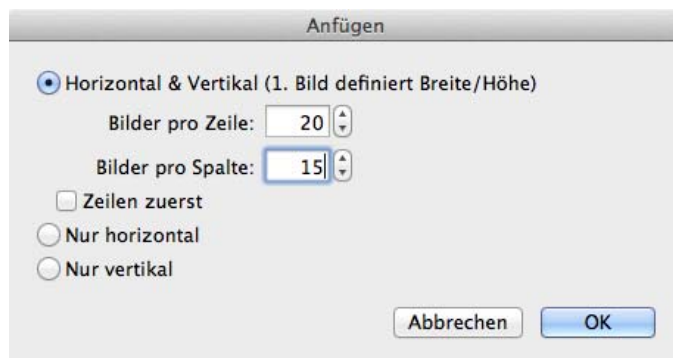 Anfügen
Horizontal & Vertikal (1. Bild definiert Breite/Höhe)
Bilder pro Zeile: 20
Bilder pro Spalte: 15
Zeilen zuerst
Nur horizontal
Nur vertikal
Abbrechen OK